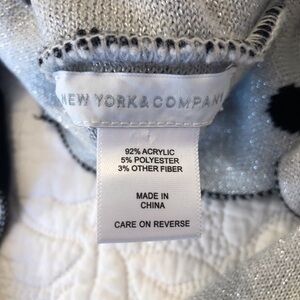 NEW YORK&COMPANY
92% ACRYLIC
5% POLYESTER
3% OTHER FIBER
MADE IN
CHINA
CARE ON REVERSE